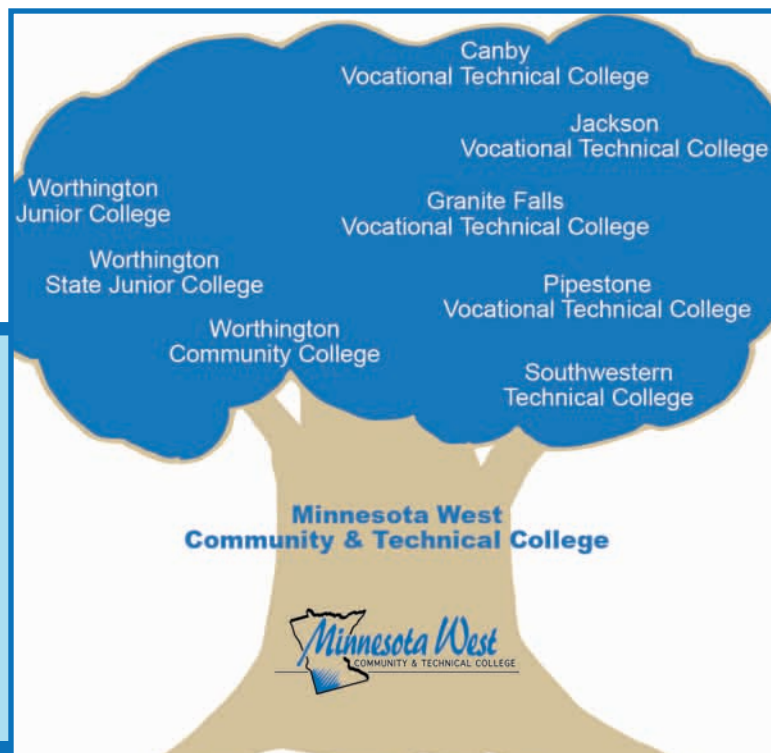 Canby
Vocational Technical College
Jackson
Vocational Technical College
Worthington
Junior College
Granite Falls
Vocational Technical College
Worthington
State Junior College
Pipestone
Vocational Technical College
Worthington
Community College
Southwestern
Technical College
Minnesota West
Community & Technical College
Minnesota West
COMMUNITY & TECHNICAL COLLEGE